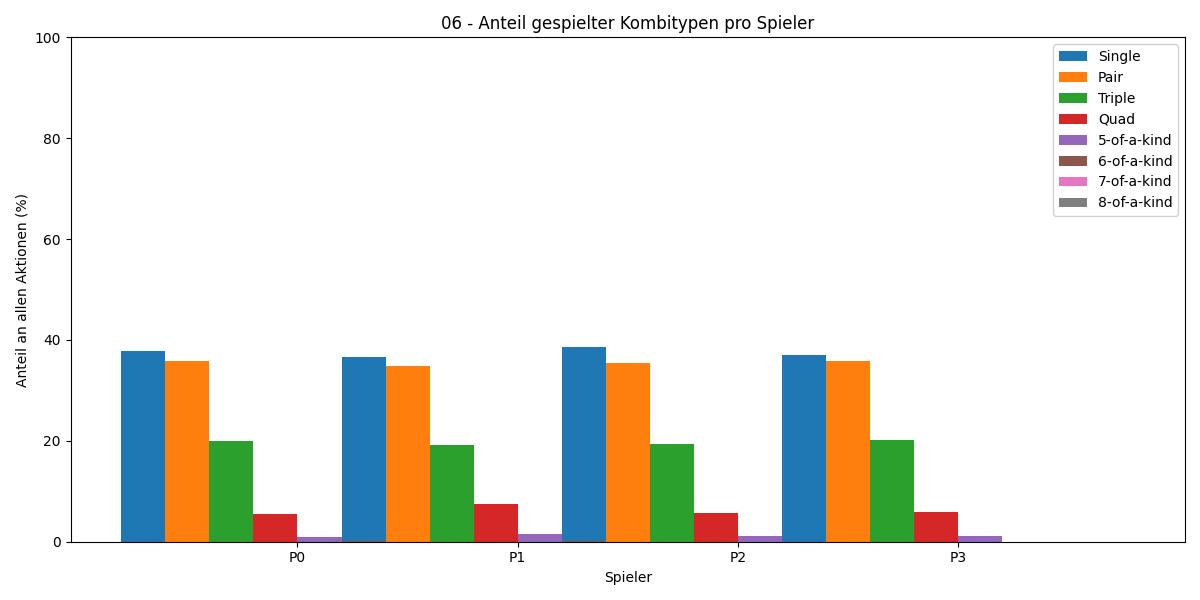 06 - Anteil gespielter Kombitypen pro Spieler
Anteil an allen Aktionen (%)
100
80
60
40
20
0
Single
Pair
Triple
Quad
5-of-a-kind
6-of-a-kind
7-of-a-kind
8-of-a-kind
P0 P1 P2 P3
Spieler